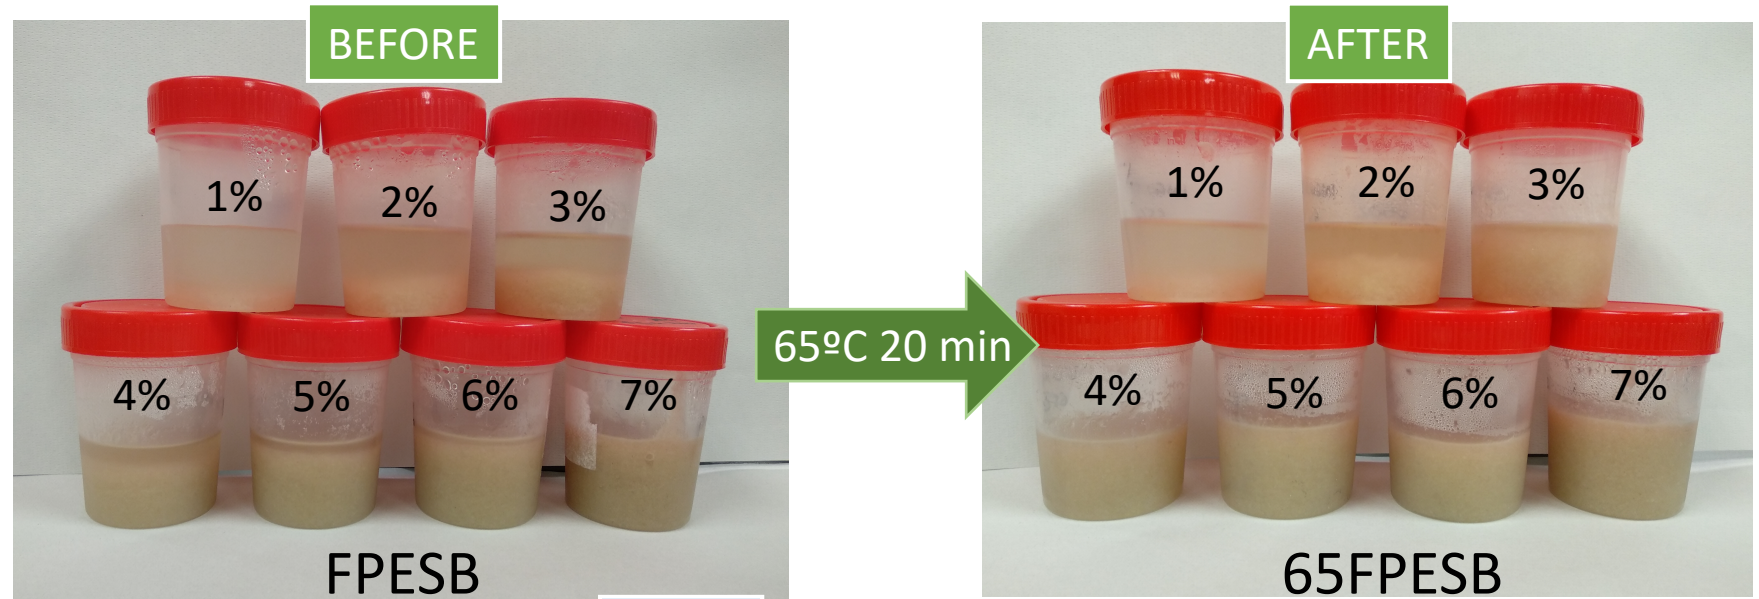 BEFORE
1%
2%
3%
4%
5%
6%
7%
FPESB
65ºC 20 min
AFTER
1%
2%
3%
4%
5%
6%
7%
65FPESB